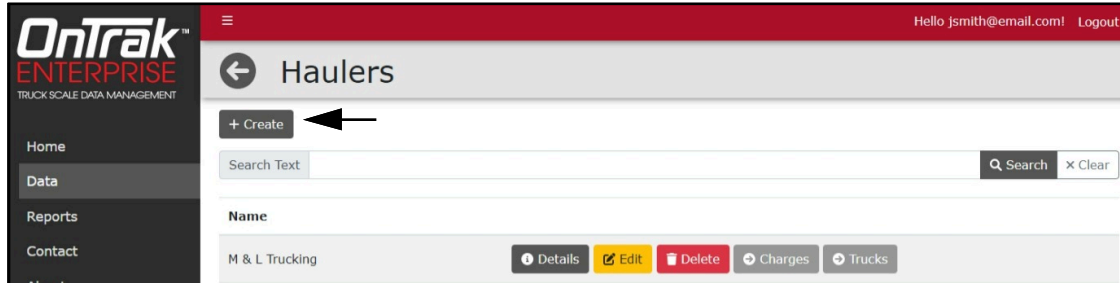 OnTrak™
ENTERPRISE
TRUCK SCALE DATA MANAGEMENT
Hello jsmith@email.com! Logout
Haulers
+ Create
Home
Search Text Search × Clear
Data
Reports
Name
Contact
M & L Trucking Details Edit Delete Charges Trucks